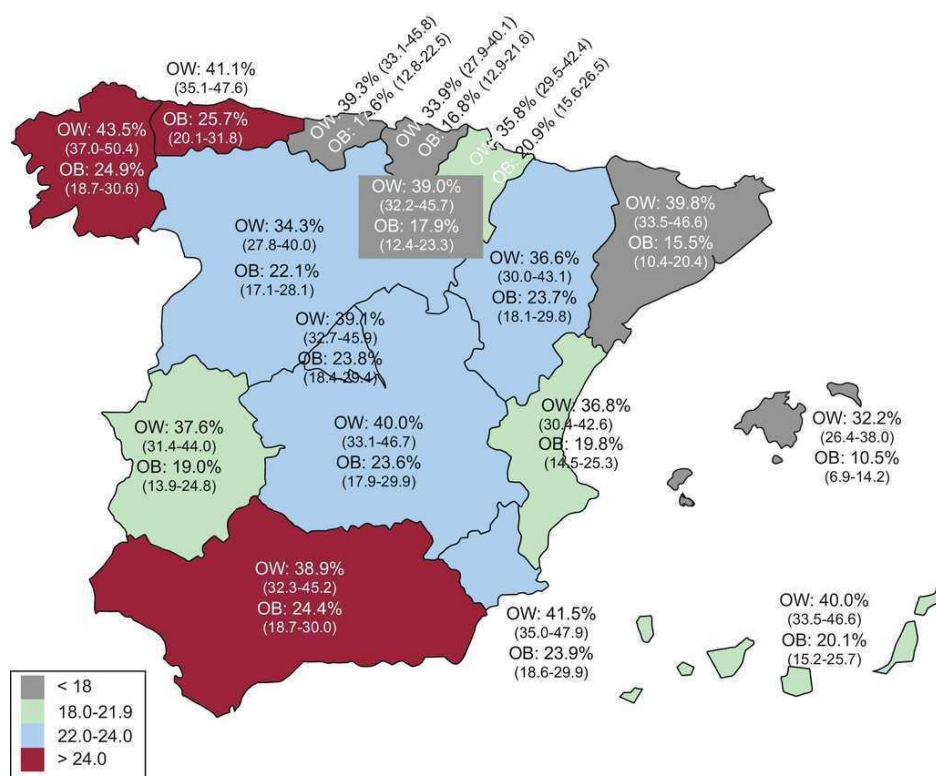 OW: 41.1%
(35.1-47.6)
OB: 25.7%
(20.1-31.8)
OW: 43.5%
(37.0-50.4)
OB: 24.9%
(18.7-30.6)
OW: 39.3% (33.1-45.8)
OB: (12.8-22.5)
OW: 33.9% (27.9-40.1)
OB: 16.8% (12.9-21.6)
OW: 35.8% (29.5-42.4)
OB: 20.9% (15.6-26.5)
OW: 39.0%
(32.2-45.7)
OB: 17.9%
(12.4-23.3)
OW: 39.8%
(33.5-46.6)
OB: 15.5%
(10.4-20.4)
OW: 34.3%
(27.8-40.0)
OB: 22.1%
(17.1-28.1)
OW: 36.6%
(30.0-43.1)
OB: 23.7%
(18.1-29.8)
OW: 39.1%
(32.7-45.9)
OB: 23.8%
(18.4-29.4)
OW: 37.6%
(31.4-44.0)
OB: 19.0%
(13.9-24.8)
OW: 40.0%
(33.1-46.7)
OB: 23.6%
(17.9-29.9)
OW: 36.8%
(30.4-42.6)
OB: 19.8%
(14.5-25.3)
OW: 32.2%
(26.4-38.0)
OB: 10.5%
(6.9-14.2)
OW: 38.9%
(32.3-45.2)
OB: 24.4%
(18.7-30.0)
OW: 41.5%
(35.0-47.9)
OB: 23.9%
(18.6-29.9)
OW: 40.0%
(33.5-46.6)
OB: 20.1%
(15.2-25.7)
< 18
18.0-21.9
22.0-24.0
> 24.0